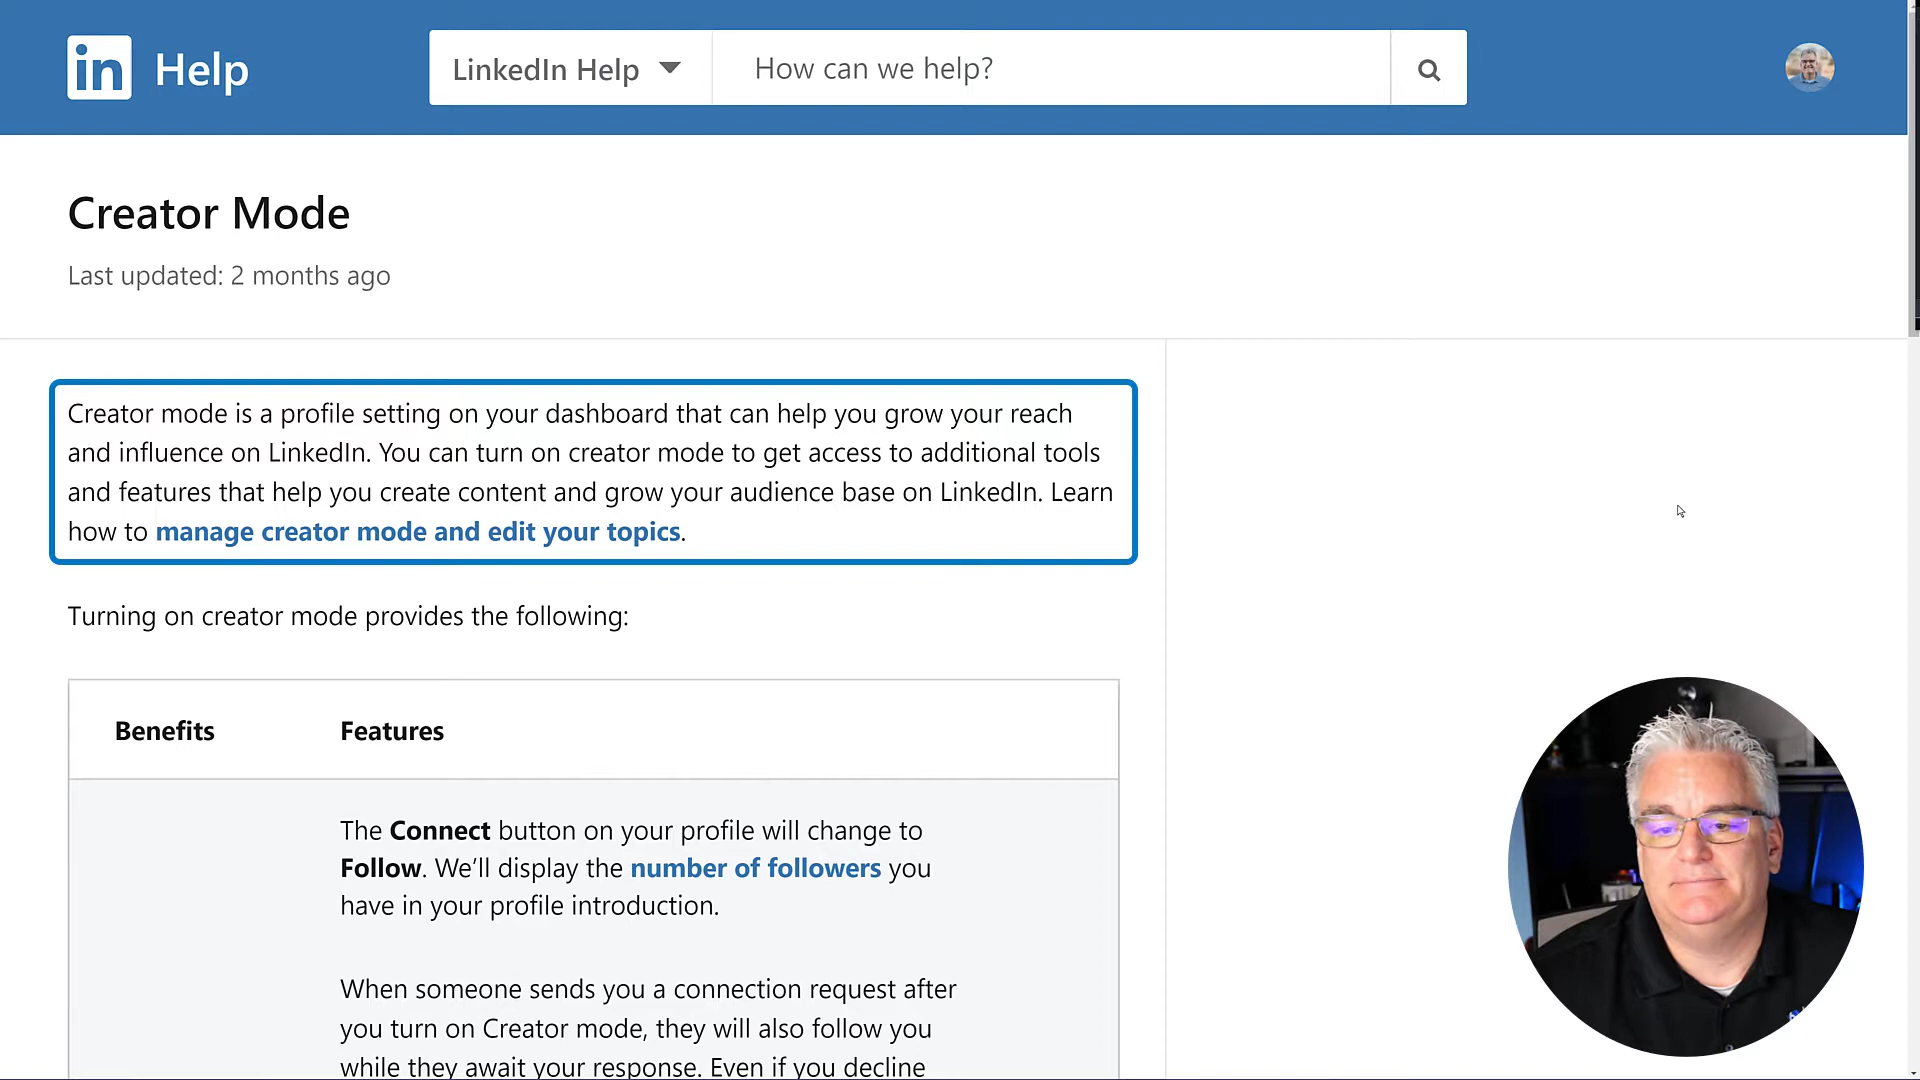 in Help
LinkedIn Help
How can we help?
Creator Mode
Last updated: 2 months ago
Creator mode is a profile setting on your dashboard that can help you grow your reach
and influence on LinkedIn. You can turn on creator mode to get access to additional tools
and features that help you create content and grow your audience base on LinkedIn. Learn
how to manage creator mode and edit your topics.
Turning on creator mode provides the following:
Benefits
Features
The Connect button on your profile will change to
Follow. We’ll display the number of followers you
have in your profile introduction.
When someone sends you a connection request after
you turn on Creator mode, they will also follow you
while they await your response. Even if you decline